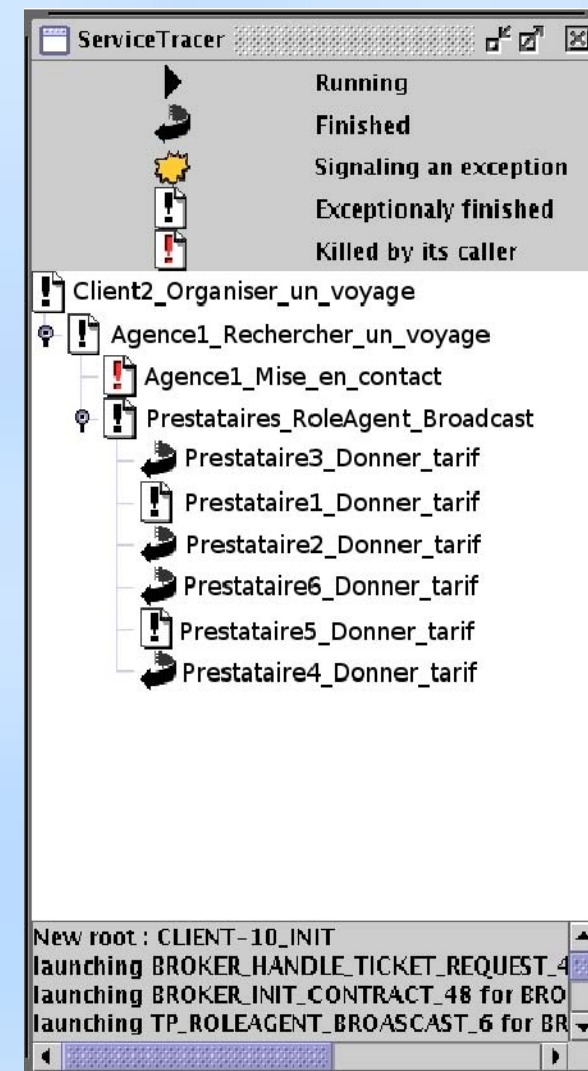 ServiceTracer
Running
Finished
Signaling an exception
Exceptionaly finished
Killed by its caller
Client2_Organiser_un_voyage
Agence1_Rechercher_un_voyage
Agence1_Mise_en_contact
Prestataires_RoleAgent_Broadcast
Prestataire3_Donner_tarif
Prestataire1_Donner_tarif
Prestataire2_Donner_tarif
Prestataire6_Donner_tarif
Prestataire5_Donner_tarif
Prestataire4_Donner_tarif
New root : CLIENT-10_INIT
launching BROKER_HANDLE_TICKET_REQUEST_4
launching BROKER_INIT_CONTRACT_48 for BRO
launching TP_ROLEAGENT_BROASCAST_6 for BR